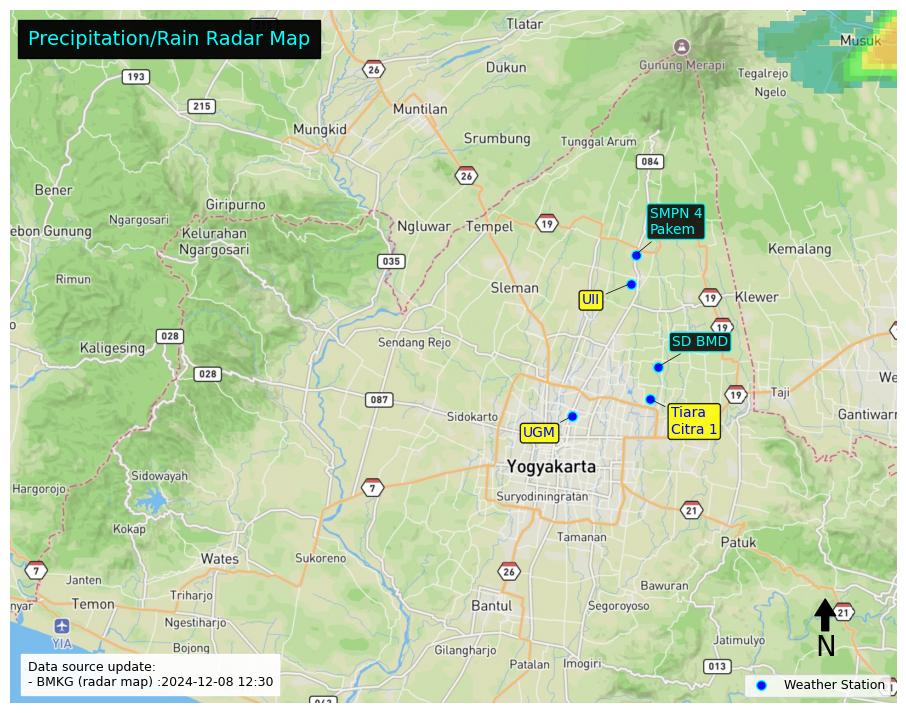 Precipitation/Rain Radar Map
Tlatar
Musuk
Gunung Merapi
26
Dukun
Tegalrejo
193
Ngelo
215
Muntilan
Mungkid
Srumbung
Tunggal Arum
084
26
Bener
Giripurno
SMPN 4
Pakem
Ngargosari
Ngluwar
Tempel
19
ebon Gunung
Kelurahan
Ngargosari
Kemalang
035
Rimun
Sleman
UII
19
Klewer
19
028
Sendang Rejo
SD BMD
Kaligesing
028
We
087
19
Taji
Sidokarto
Tiara
Citra 1
Gantiwarn
UGM
Yogyakarta
Sidowayah
Hargorojo
7
Suryodiningratan
21
Kokap
Tamanan
Patuk
Wates
Sukoreno
7
26
Janten
Bawuran
nyar
Temon
Triharjo
Bantul
Segoroyoso
21
Ngestiharjo
N
YIA
Bojong
Gilangharjo
Jatimulyo
Patalan
Imogiri
013
Data source update:
- BMKG (radar map) :2024-12-08 12:30
Weather Station